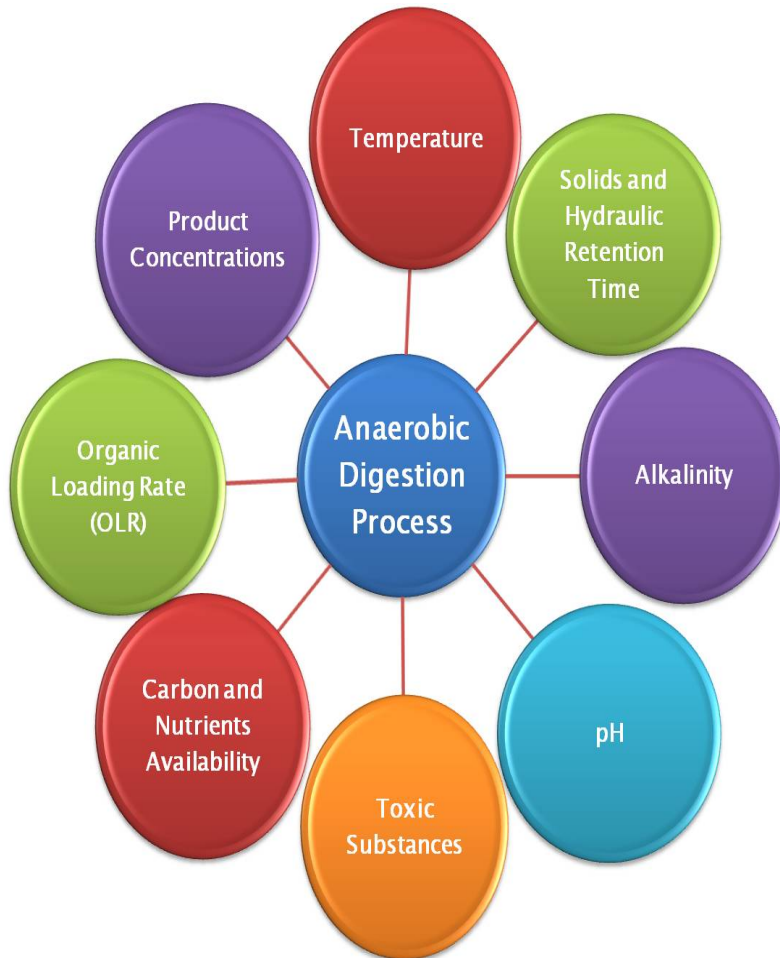 Temperature
Solids and
Hydraulic
Retention
Time
Alkalinity
pH
Toxic
Substances
Carbon and
Nutrients
Availability
Organic
Loading Rate
(OLR)
Product
Concentrations
Anaerobic
Digestion
Process